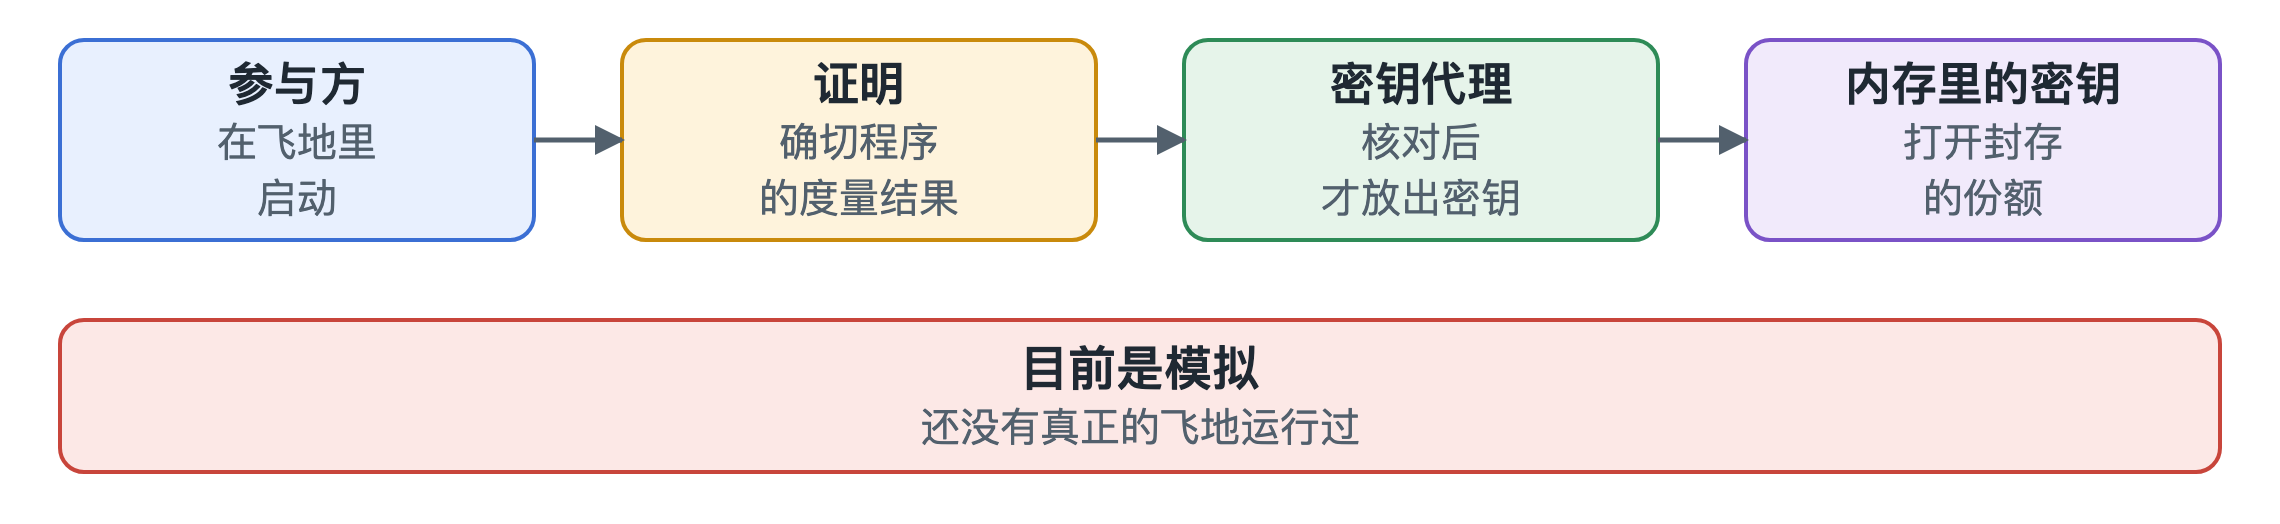 参与方
在飞地里
启动
证明
确切程序
的度量结果
密钥代理
核对后
才放出密钥
内存里的密钥
打开封存
的份额
目前是模拟
还没有真正的飞地运行过